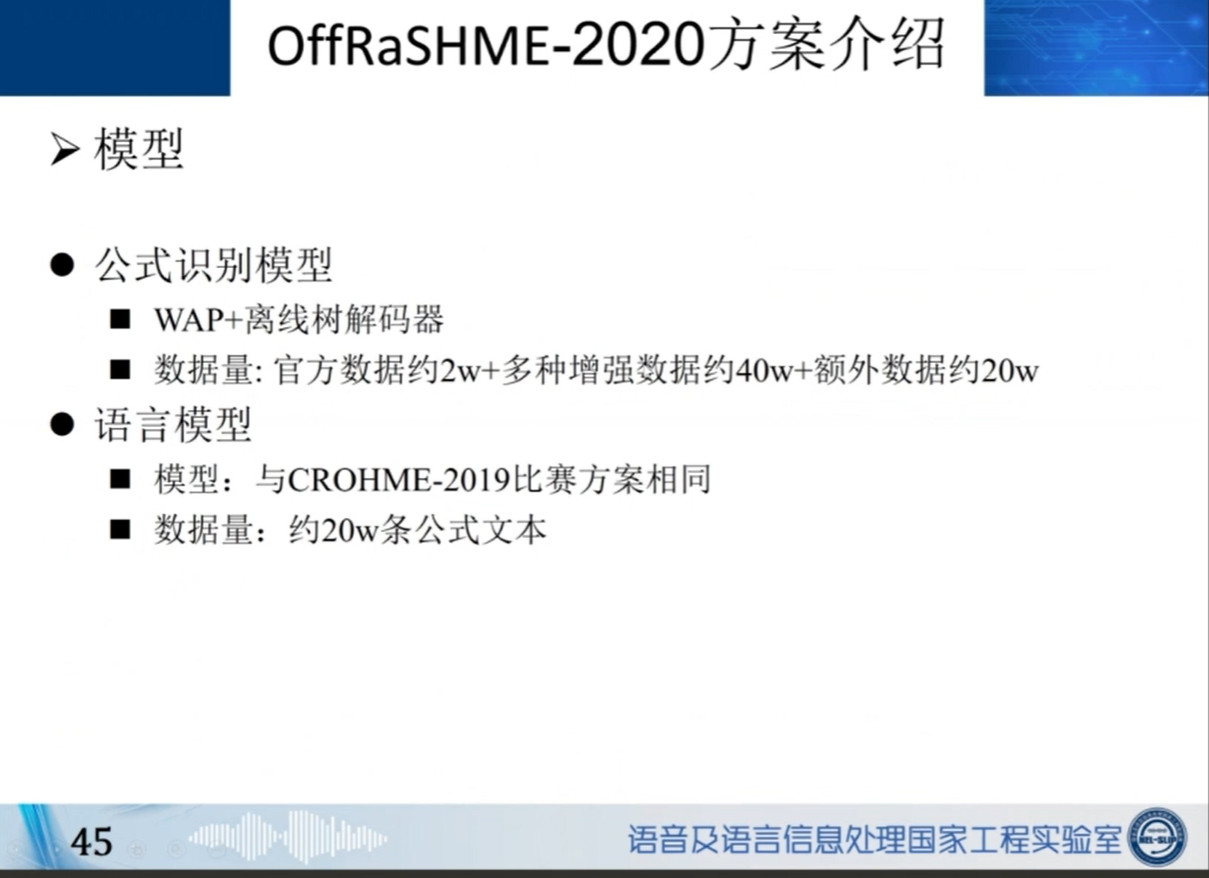 OffRaSHME-2020方案介绍
模型
公式识别模型
WAP+离线树解码器
数据量: 官方数据约2w+多种增强数据约40w+额外数据约20w
语言模型
模型：与CROHME-2019比赛方案相同
数据量：约20w条公式文本
45
语音及语言信息处理国家工程实验室
NEL-SLIP